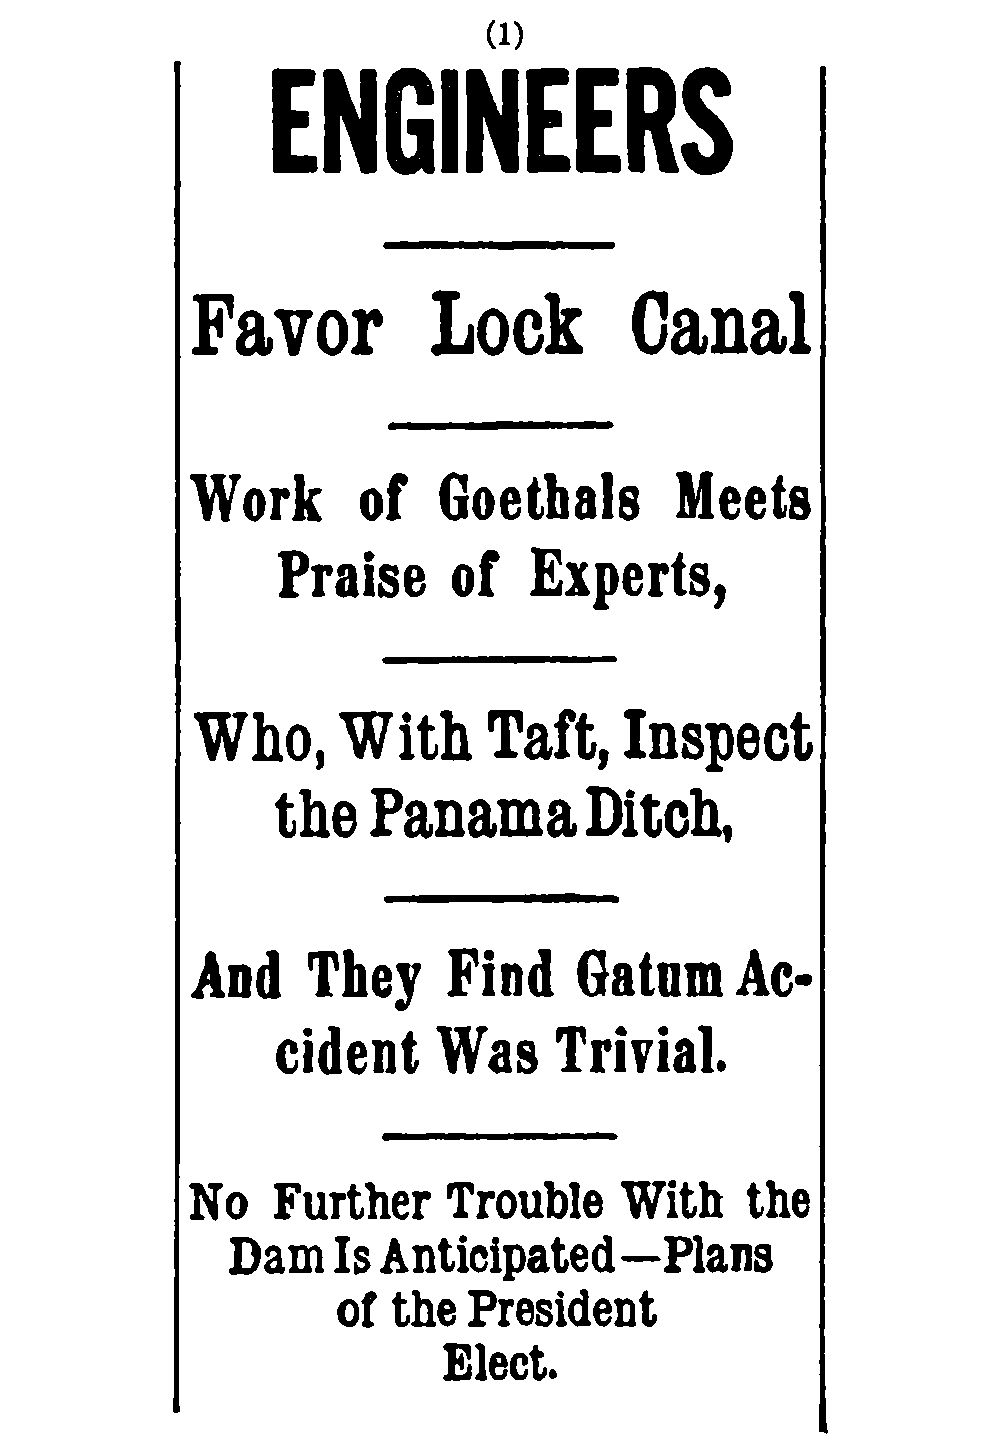 (1)
ENGINEERS
Favor Lock Canal
Work of Goethals Meets
Praise of Experts,
Who, With Taft, Inspect
the Panama Ditch,
And They Find Gatum Ac-
cident Was Trivial.
No Further Trouble With the
Dam Is Anticipated—Plans
of the President
Elect.